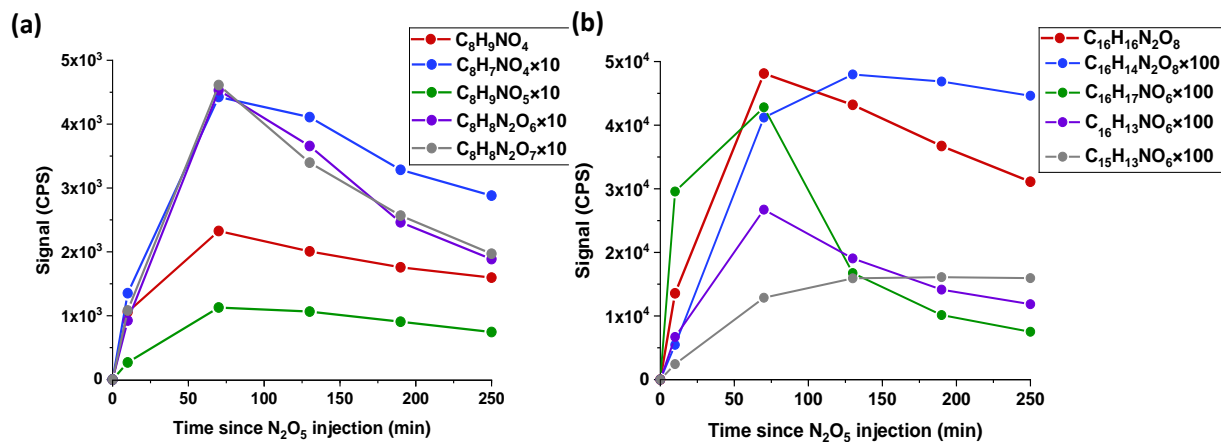 (a)
C₈H₉NO₄
C₈H₇NO₄×10
C₈H₉NO₅×10
C₈H₈N₂O₆×10
C₈H₈N₂O₇×10
5x10³
4x10³
3x10³
2x10³
1x10³
0
Signal (CPS)
0 50 100 150 200 250
Time since N₂O₅ injection (min)
(b)
C₁₆H₁₆N₂O₈
C₁₆H₁₄N₂O₈×100
C₁₆H₁₇NO₆×100
C₁₆H₁₃NO₆×100
C₁₅H₁₃NO₆×100
5x10⁴
4x10⁴
3x10⁴
2x10⁴
1x10⁴
0
Signal (CPS)
0 50 100 150 200 250
Time since N₂O₅ injection (min)